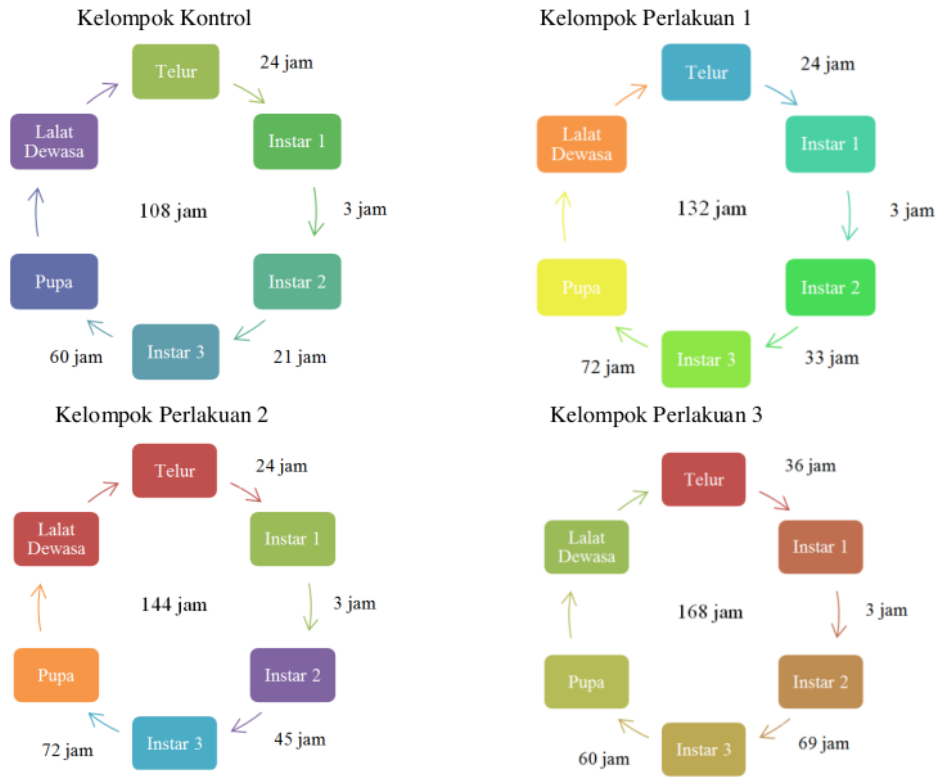 Kelompok Kontrol
Telur
24 jam
Instar 1
3 jam
Instar 2
21 jam
Instar 3
60 jam
Pupa
Lalat
Dewasa
108 jam
Kelompok Perlakuan 1
Telur
24 jam
Instar 1
3 jam
Instar 2
33 jam
Instar 3
72 jam
Pupa
Lalat
Dewasa
132 jam
Kelompok Perlakuan 2
Telur
24 jam
Instar 1
3 jam
Instar 2
45 jam
Instar 3
72 jam
Pupa
Lalat
Dewasa
144 jam
Kelompok Perlakuan 3
Telur
36 jam
Instar 1
3 jam
Instar 2
69 jam
Instar 3
60 jam
Pupa
Lalat
Dewasa
168 jam